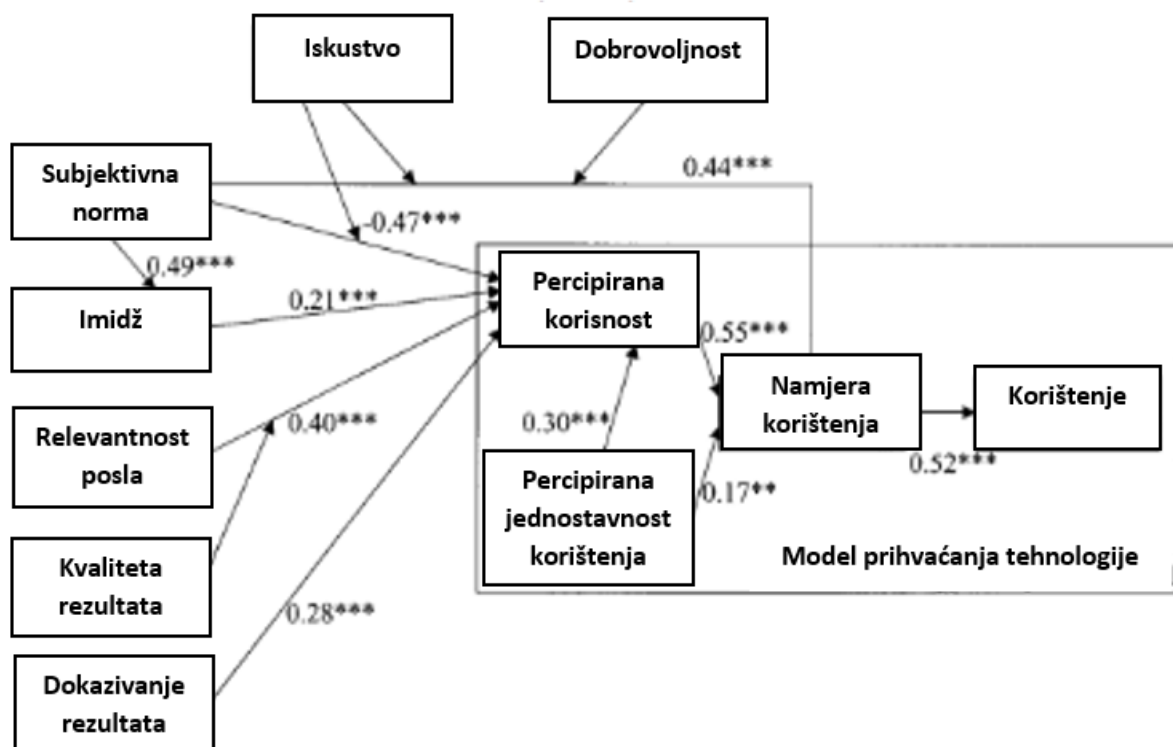 Iskustvo
Dobrovoljnost
Subjektivna
norma
0.44***
-0.47***
0.49***
Imidž
0.21***
Percipirana
korisnost
0.55***
Namjera
korištenja
Korištenje
0.52***
Relevantnost
posla
0.40***
0.30***
Percipirana
jednostavnost
korištenja
0.17**
Model prihvaćanja tehnologije
Kvaliteta
rezultata
0.28***
Dokazivanje
rezultata